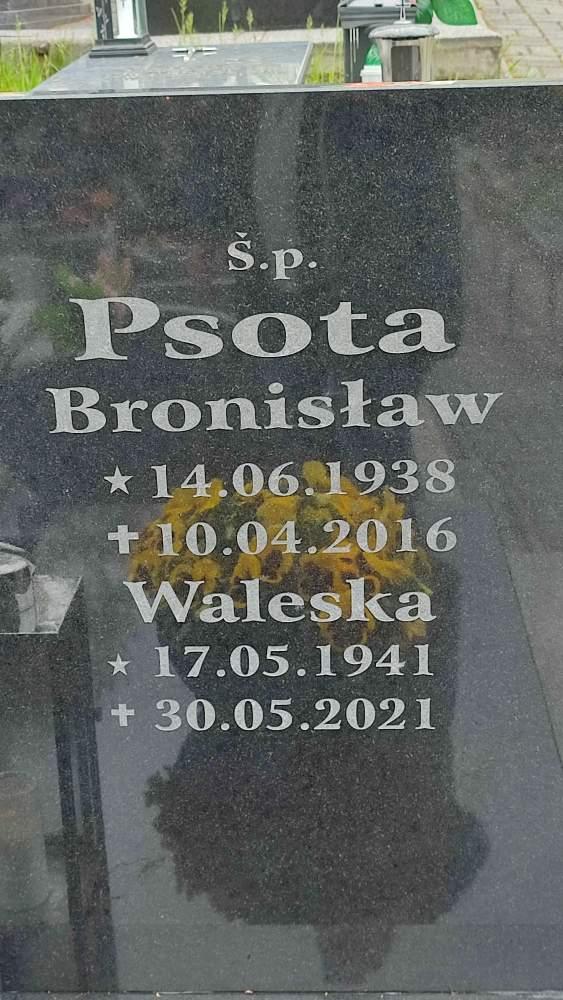 Š.p.
Psota
Bronisław
★ 14.06.1938
✝ 10.04.2016
Waleska
★ 17.05.1941
✝ 30.05.2021